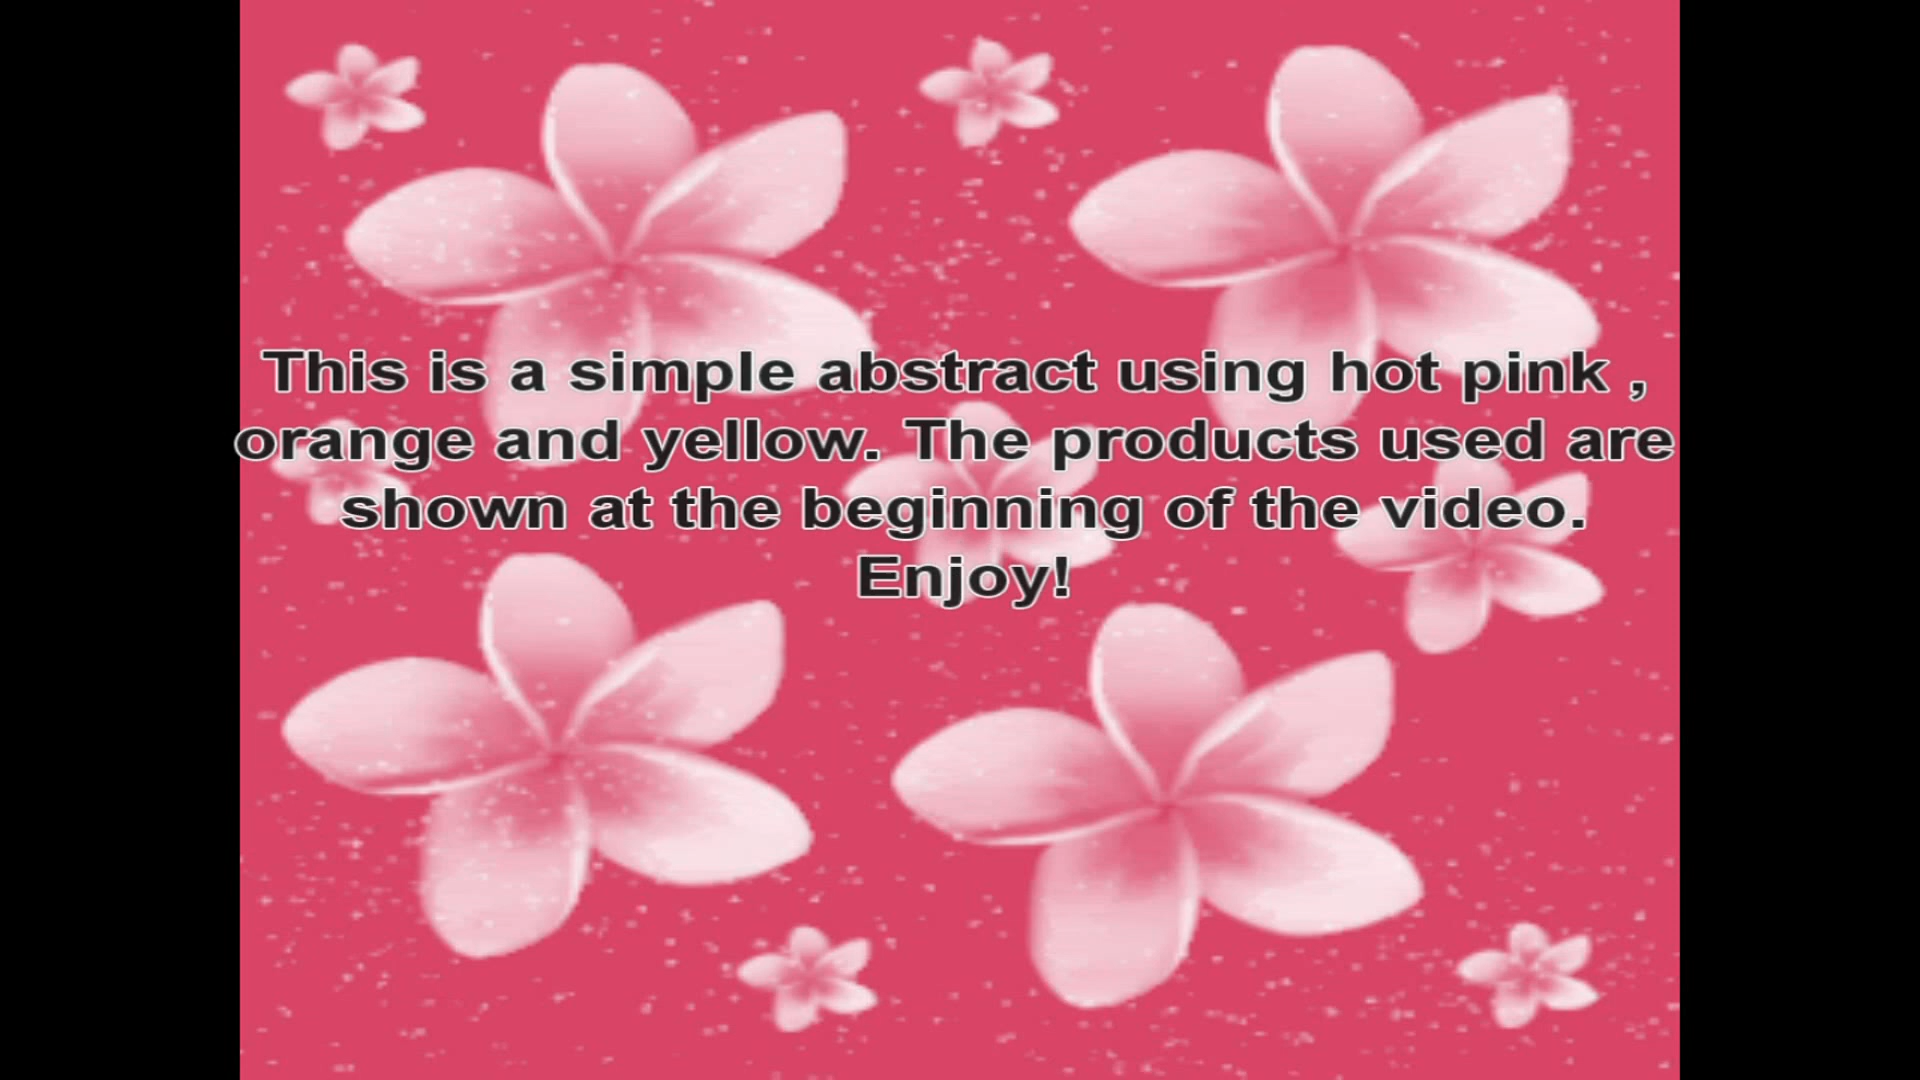 This is a simple abstract using hot pink ,
orange and yellow. The products used are
shown at the beginning of the video.
Enjoy!